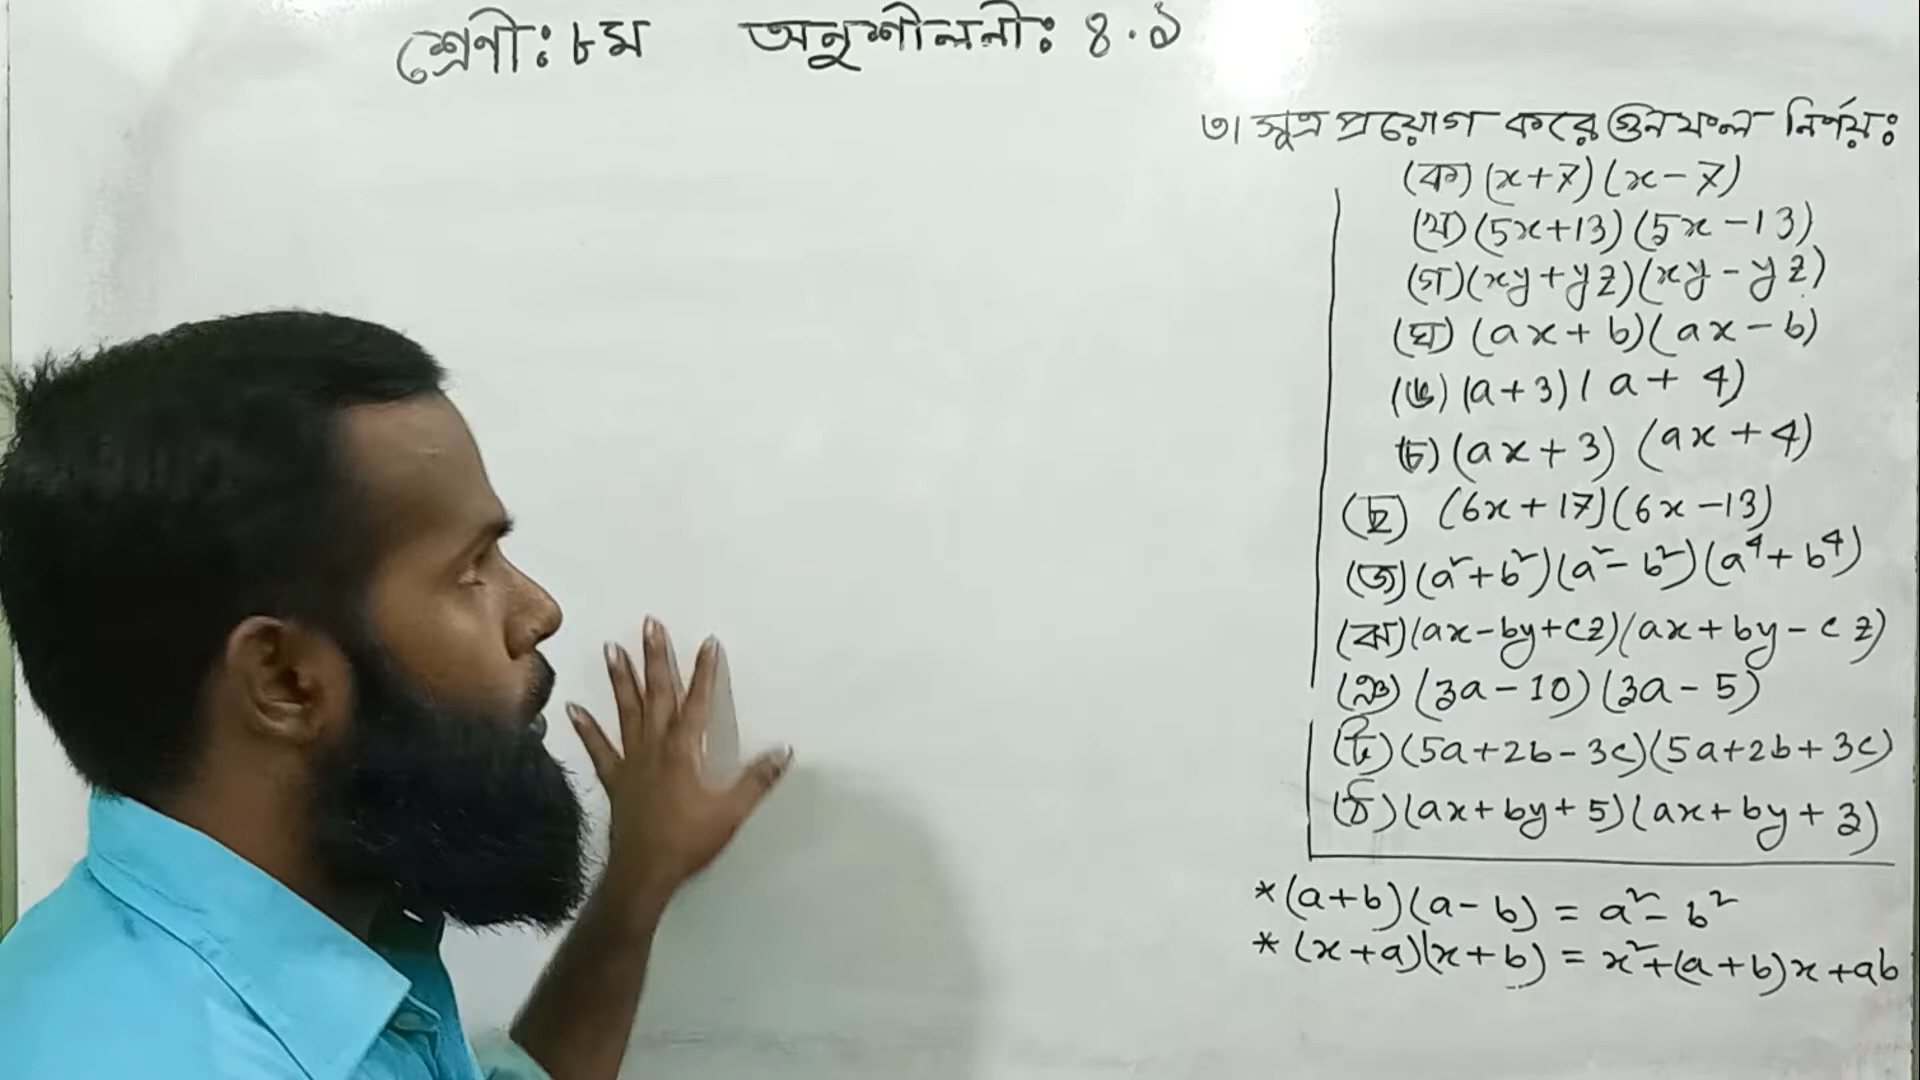 শ্রেণীঃ ৮ম অনুশীলনীঃ ৪.১
৩। সূত্র প্রয়োগ করে গুনফল নির্ণয়ঃ
(ক) (x+7)(x-7)
(খ) (5x+13)(5x-13)
(গ) (xy+yz)(xy-yz)
(ঘ) (ax+b)(ax-b)
(ঙ) (a+3)(a+4)
(চ) (ax+3)(ax+4)
(ছ) (6x+17)(6x-13)
(জ) (a²+b²)(a²-b²)(a⁴+b⁴)
(ঝ) (ax-by+cz)(ax+by-cz)
(ঞ) (3a-10)(3a-5)
(ট) (5a+2b-3c)(5a+2b+3c)
(ঠ) (ax+by+5)(ax+by+3)
* (a+b)(a-b) = a²-b²
* (x+a)(x+b) = x²+(a+b)x+ab